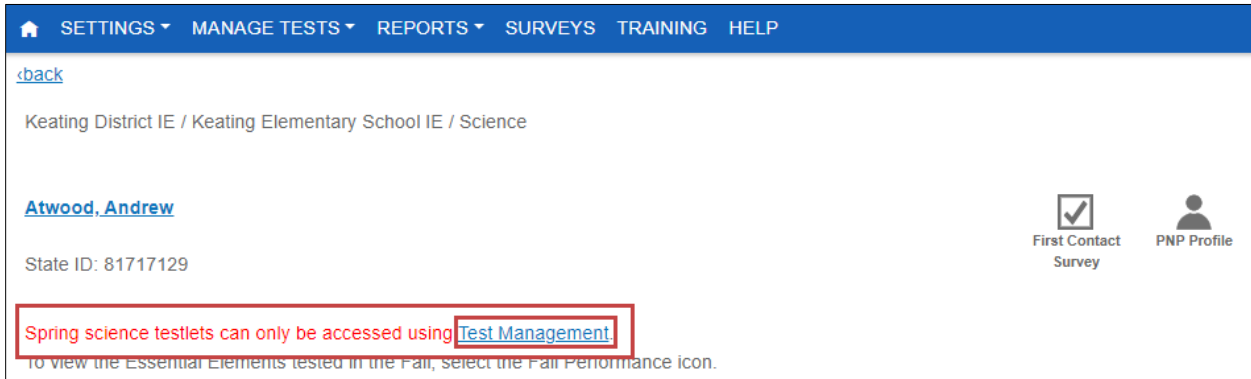 SETTINGS MANAGE TESTS REPORTS SURVEYS TRAINING HELP
‹back
Keating District IE / Keating Elementary School IE / Science
Atwood, Andrew
First Contact Survey
PNP Profile
State ID: 81717129
Spring science testlets can only be accessed using Test Management.
To view the Essential Elements tested in the Fall, select the Fall Performance icon.